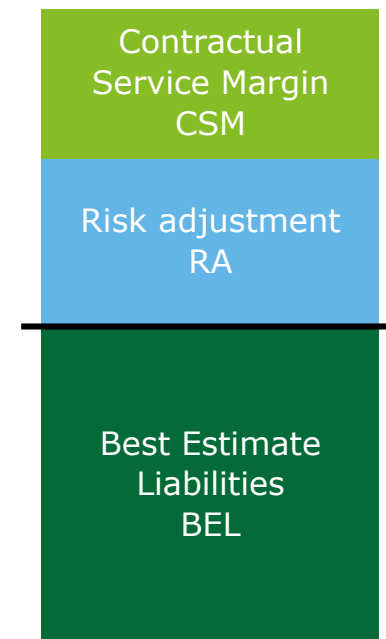 Contractual
Service Margin
CSM
Risk adjustment
RA
Best Estimate
Liabilities
BEL